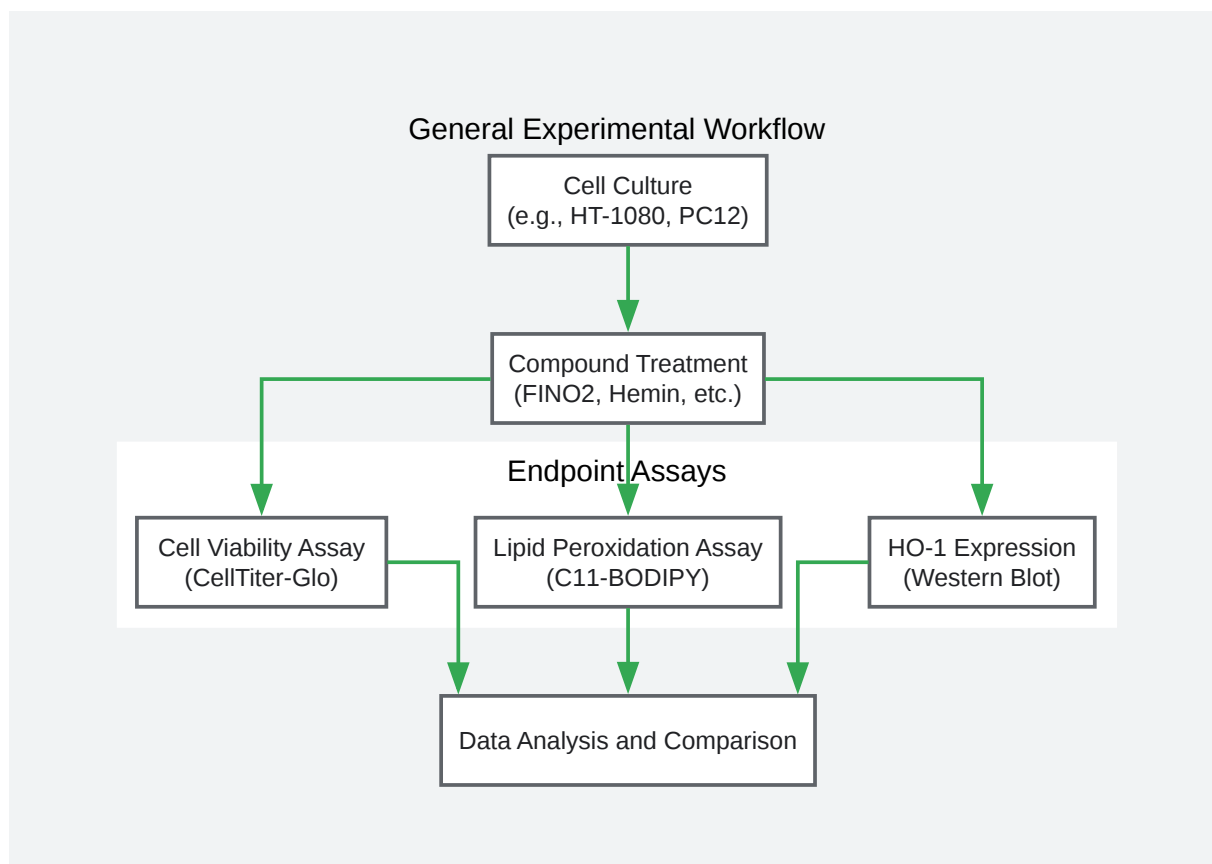 General Experimental Workflow
Cell Culture
(e.g., HT-1080, PC12)
Compound Treatment
(FINO2, Hemin, etc.)
Endpoint Assays
Cell Viability Assay
(CellTiter-Glo)
Lipid Peroxidation Assay
(C11-BODIPY)
HO-1 Expression
(Western Blot)
Data Analysis and Comparison